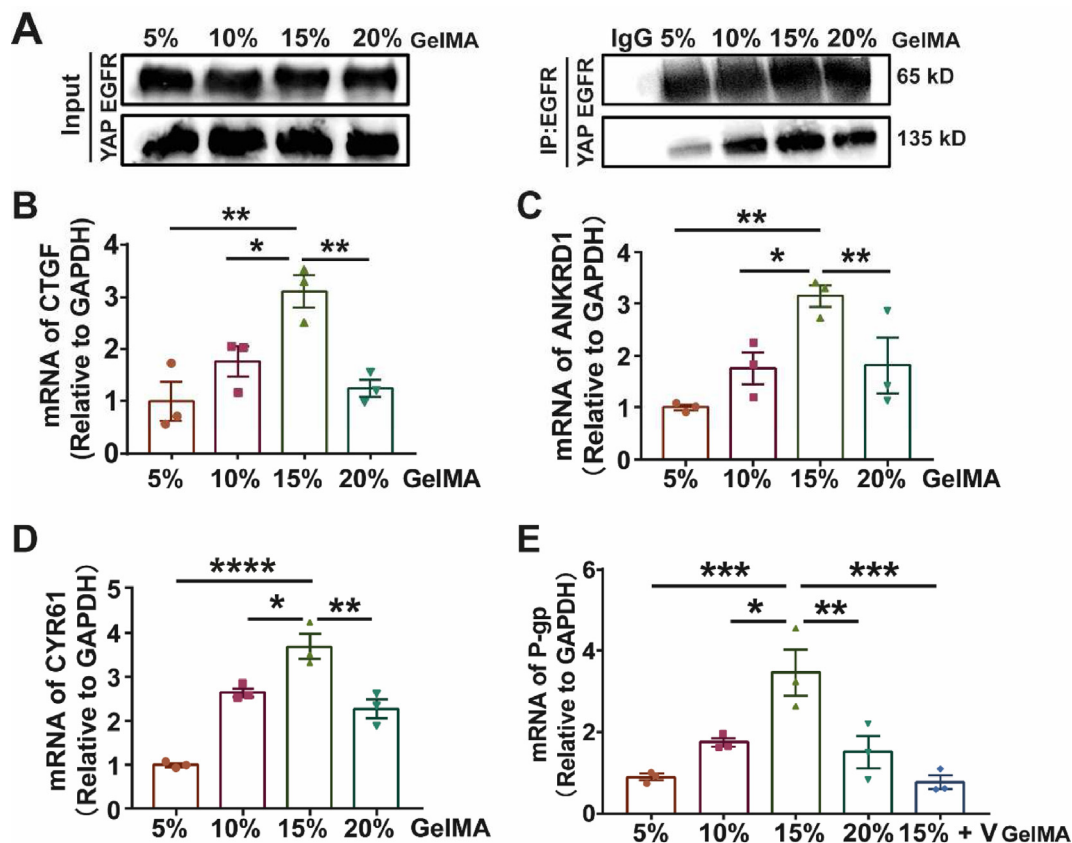 A
5% 10% 15% 20% GelMA
Input
EGFR
YAP
IgG 5% 10% 15% 20% GelMA
IP:EGFR
EGFR
65 kD
YAP
135 kD
B
mRNA of CTGF
(Relative to GAPDH)
4
3
2
1
0
**
* **
5% 10% 15% 20% GelMA
C
mRNA of ANKRD1
(Relative to GAPDH)
4
3
2
1
0
**
* **
5% 10% 15% 20% GelMA
D
mRNA of CYR61
(Relative to GAPDH)
5
4
3
2
1
0
****
* **
5% 10% 15% 20% GelMA
E
mRNA of P-gp
(Relative to GAPDH)
6
4
2
0
*** ***
* **
5% 10% 15% 20% 15% + V GelMA